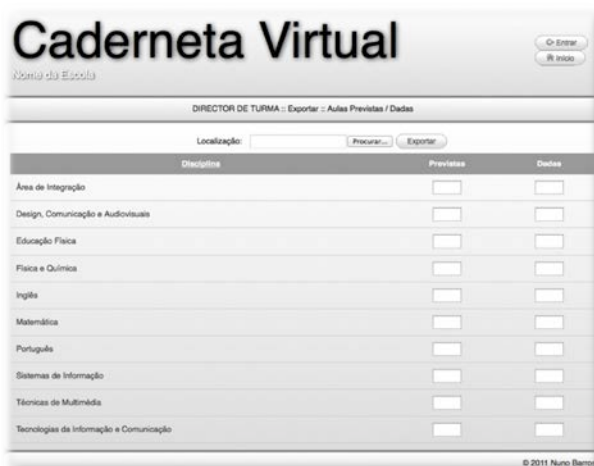 Caderneta Virtual
Nome da Escola
Entrar
Início
DIRECTOR DE TURMA :: Exportar :: Aulas Previstas / Dadas
Localização: Procurar... Exportar
Disciplina Previstas Dadas
Área de Integração
Design, Comunicação e Audiovisuais
Educação Física
Física e Química
Inglês
Matemática
Português
Sistemas de Informação
Técnicas de Multimédia
Tecnologias da Informação e Comunicação
© 2011 Nuno Barros